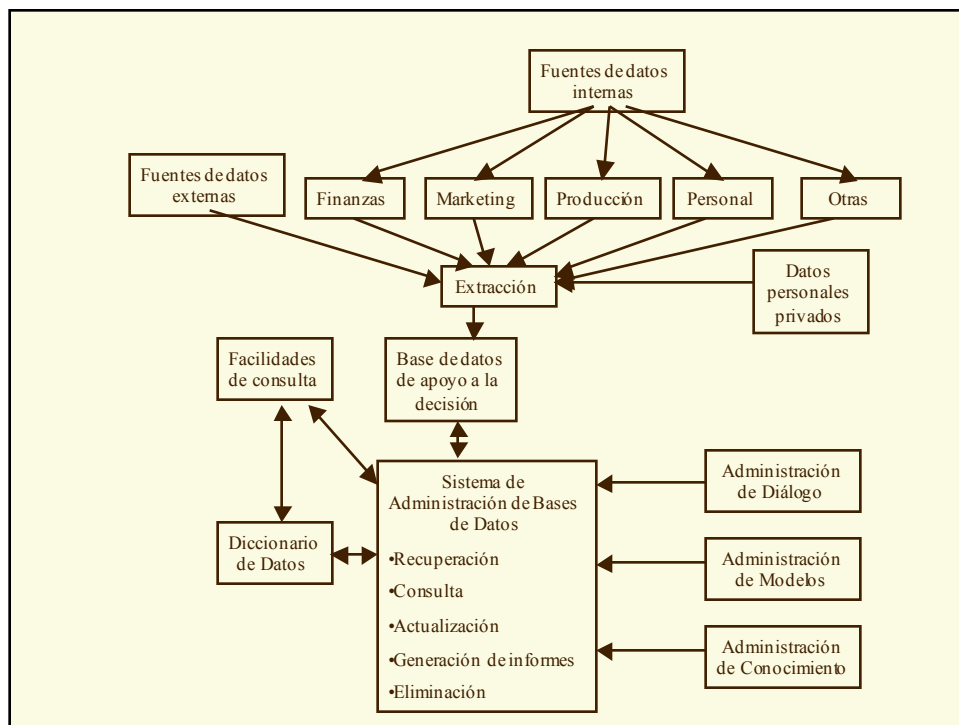 Fuentes de datos
internas
Fuentes de datos
externas
Finanzas
Marketing
Producción
Personal
Otras
Extracción
Datos
personales
privados
Facilidades
de consulta
Base de datos
de apoyo a la
decisión
Sistema de
Administración de Bases
de Datos
•Recuperación
•Consulta
•Actualización
•Generación de informes
•Eliminación
Diccionario
de Datos
Administración
de Diálogo
Administración
de Modelos
Administración
de Conocimiento